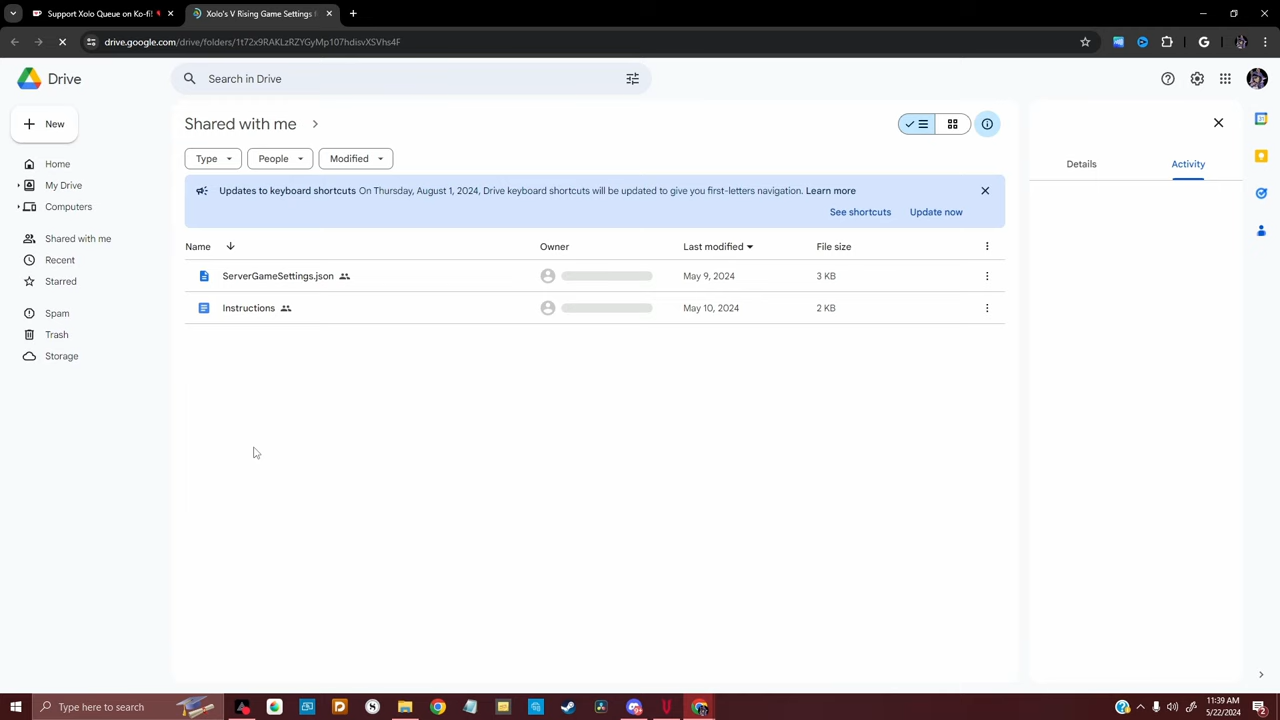 Support Xolo Queue on Ko-fi!
Xolo's V Rising Game Settings f
drive.google.com/drive/folders/1t72x9RAKLzRZYGyMp107hdisvXSVhs4F
Drive
Search in Drive
New
Shared with me
Home
My Drive
Computers
Shared with me
Recent
Starred
Spam
Trash
Storage
Type
People
Modified
Details
Activity
Updates to keyboard shortcuts On Thursday, August 1, 2024, Drive keyboard shortcuts will be updated to give you first-letters navigation. Learn more
See shortcuts
Update now
Name
Owner
Last modified
File size
ServerGameSettings.json
May 9, 2024
3 KB
Instructions
May 10, 2024
2 KB
Type here to search
11:39 AM
5/22/2024
2